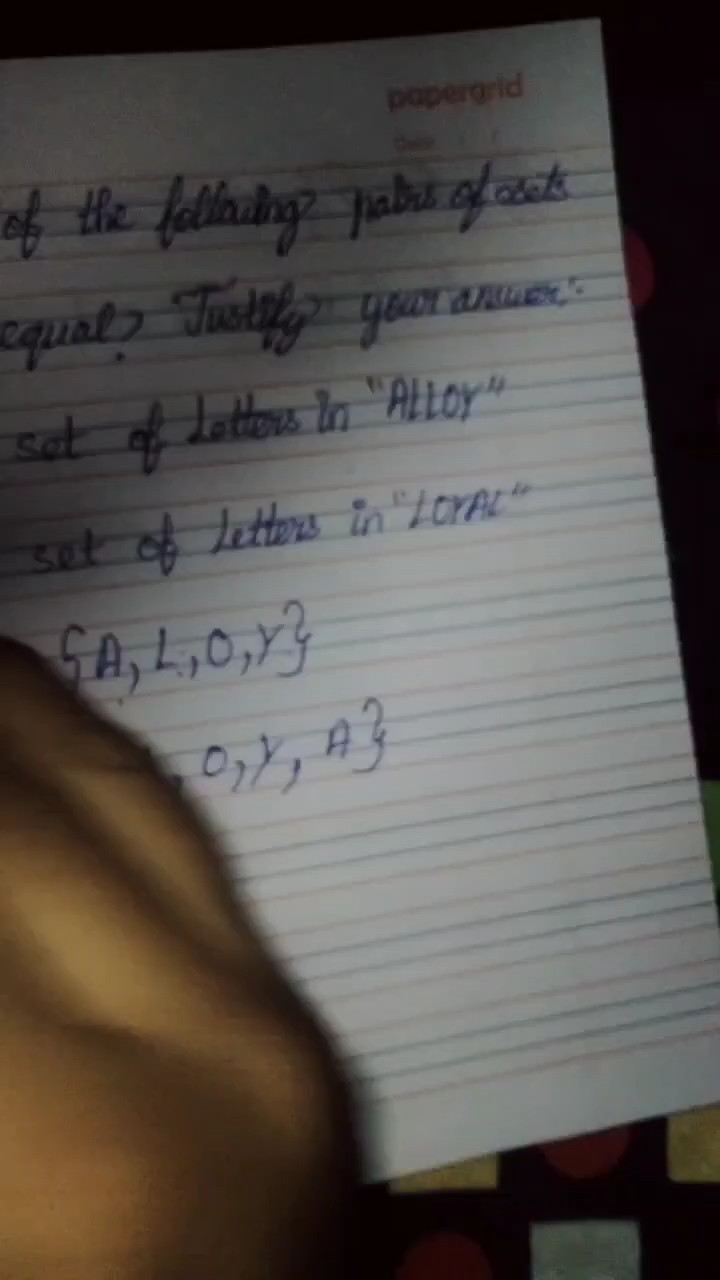 papergrid
Date / /
of the following pairs of sets
equal? Justify your answer:-
set of Letters in "ALLOY"
set of Letters in "LOYAL"
{A, L, O, Y}
, O, Y, A}